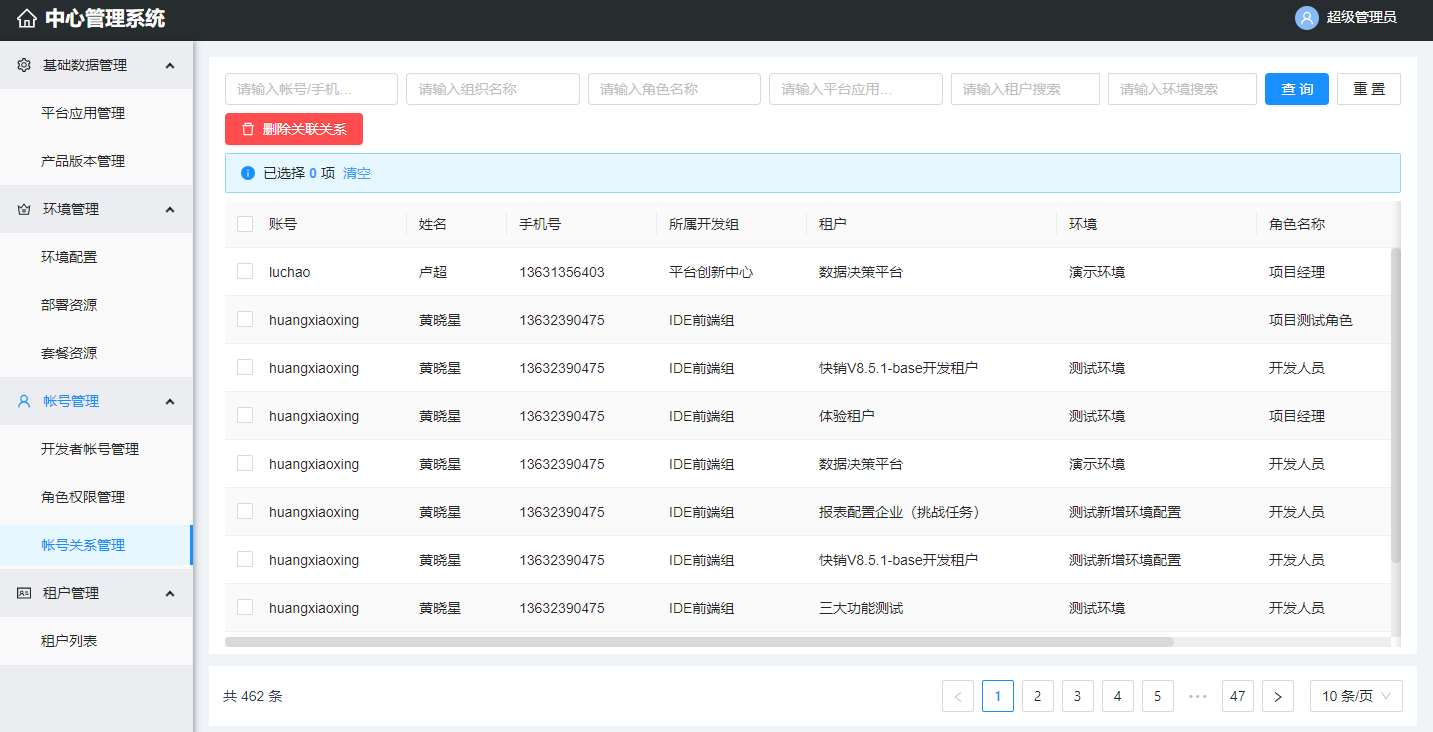 中心管理系统
超级管理员
基础数据管理
平台应用管理
产品版本管理
环境管理
环境配置
部署资源
套餐资源
帐号管理
开发者帐号管理
角色权限管理
帐号关系管理
租户管理
租户列表
请输入帐号/手机... 请输入组织名称 请输入角色名称 请输入平台应用... 请输入租户搜索 请输入环境搜索 查 询 重 置
删除关联关系
已选择 0 项 清空
账号 姓名 手机号 所属开发组 租户 环境 角色名称
luchao 卢超 13631356403 平台创新中心 数据决策平台 演示环境 项目经理
huangxiaoxing 黄晓星 13632390475 IDE前端组 项目测试角色
huangxiaoxing 黄晓星 13632390475 IDE前端组 快销V8.5.1-base开发租户 测试环境 开发人员
huangxiaoxing 黄晓星 13632390475 IDE前端组 体验租户 测试环境 项目经理
huangxiaoxing 黄晓星 13632390475 IDE前端组 数据决策平台 演示环境 开发人员
huangxiaoxing 黄晓星 13632390475 IDE前端组 报表配置企业（挑战任务） 测试新增环境配置 开发人员
huangxiaoxing 黄晓星 13632390475 IDE前端组 快销V8.5.1-base开发租户 测试新增环境配置 开发人员
huangxiaoxing 黄晓星 13632390475 IDE前端组 三大功能测试 测试环境 开发人员
共 462 条 < 1 2 3 4 5 ••• 47 > 10 条/页